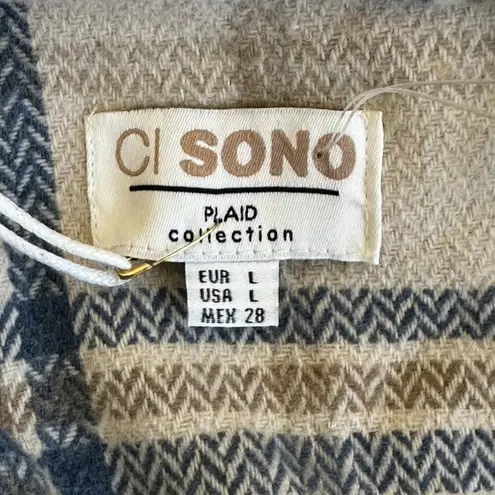 CI SONO
PLAID
collection
EUR L
USA L
MEX 28